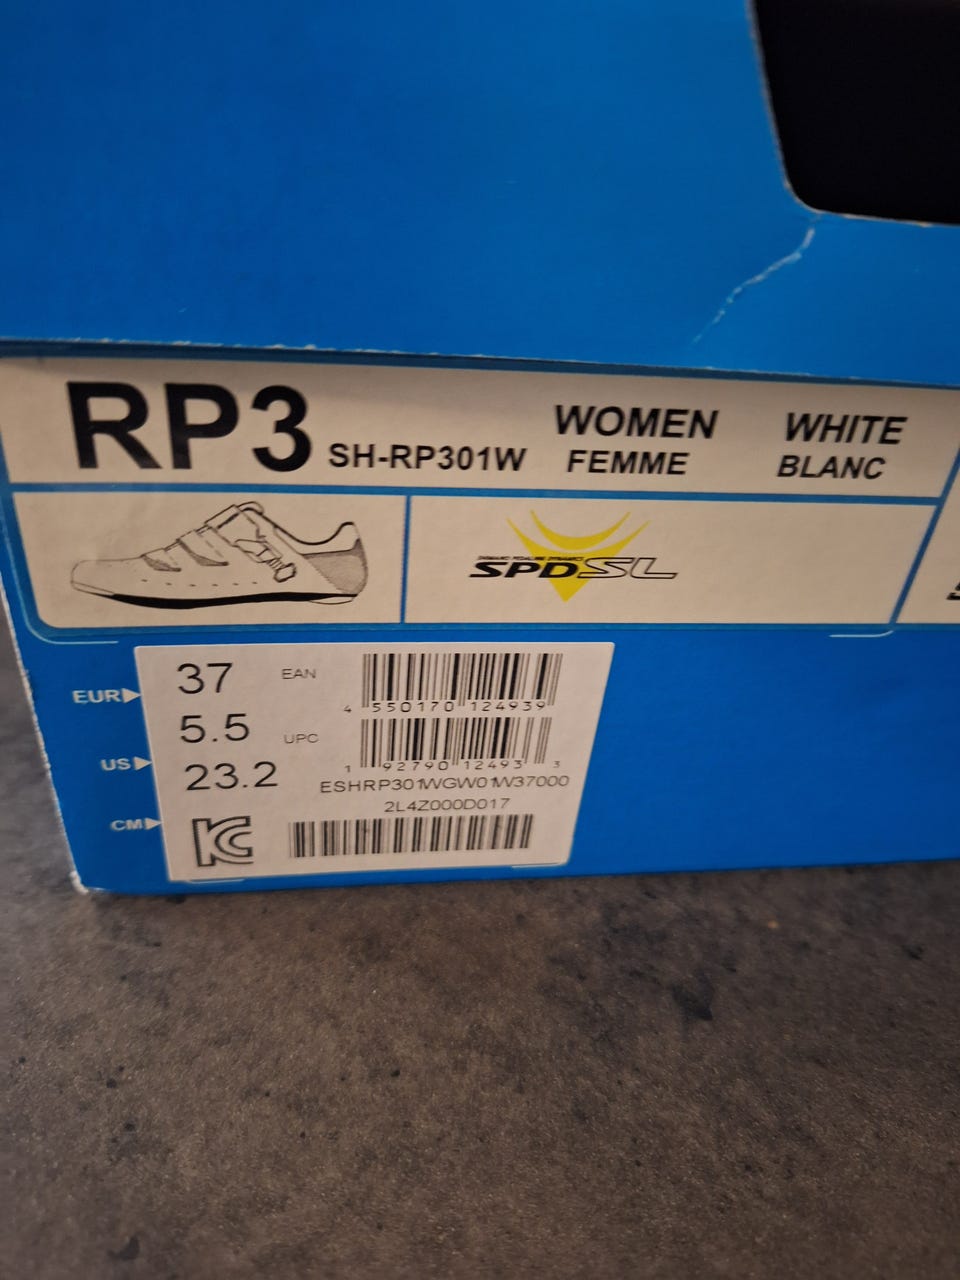 RP3 SH-RP301W WOMEN WHITE
FEMME BLANC
SPD SL
EUR 37 EAN
4 550170 124939
US 5.5 UPC
1 92790 12493 3
CM 23.2
ESHRP301WGW01W37000
2L4Z000D017